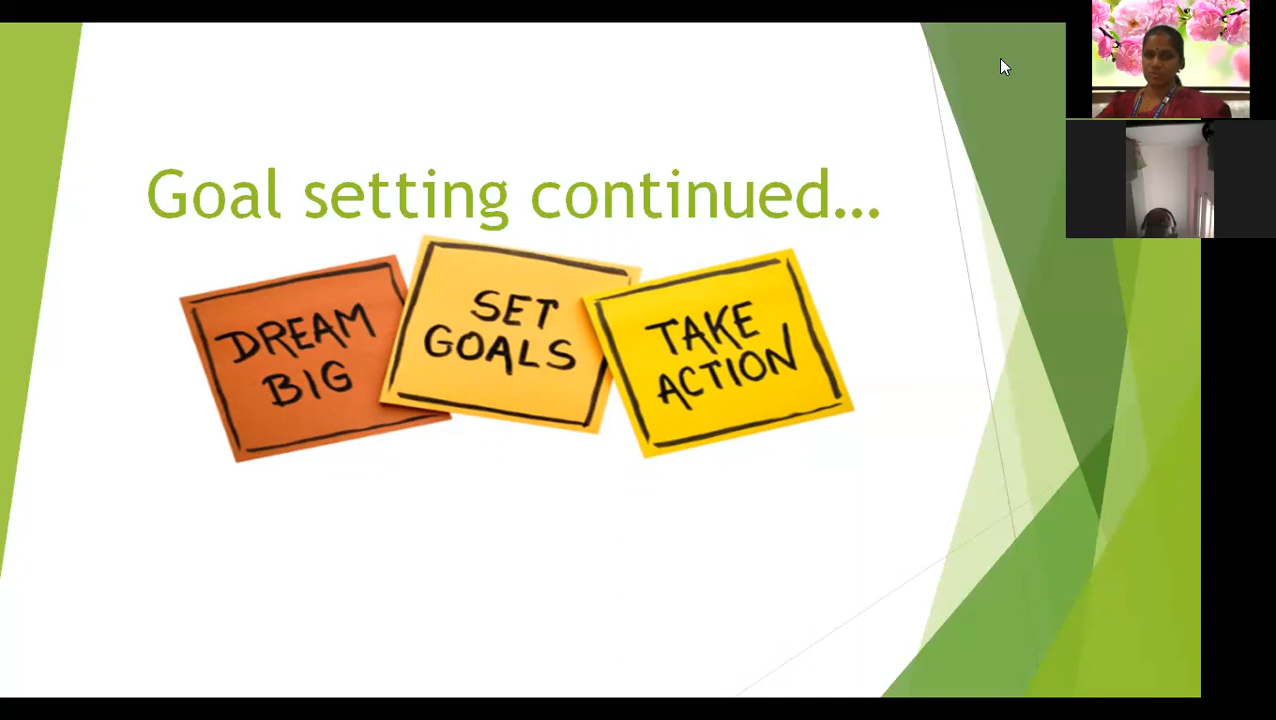 Goal setting continued...
DREAM
BIG
SET
GOALS
TAKE
ACTION